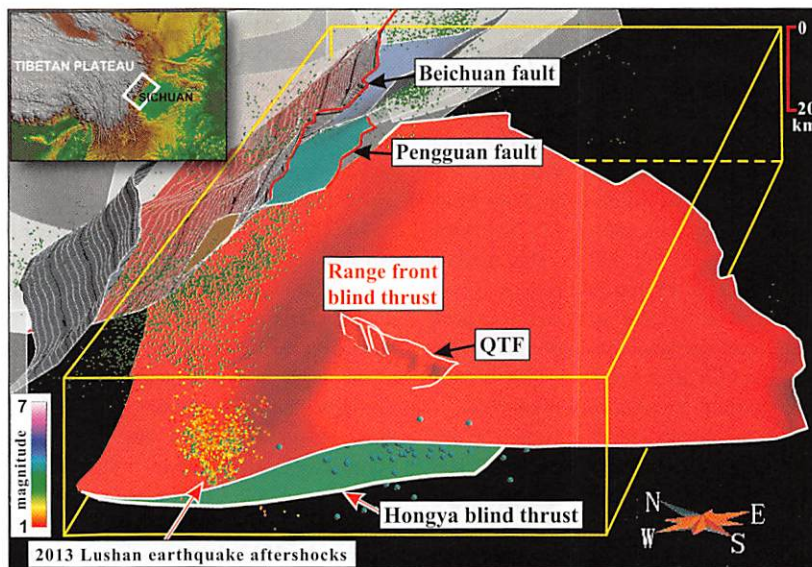 TIBETAN PLATEAU
SICHUAN
0
20
km
Beichuan fault
Pengguan fault
Range front
blind thrust
QTF
7
magnitude
1
Hongya blind thrust
2013 Lushan earthquake aftershocks
N
E
W
S